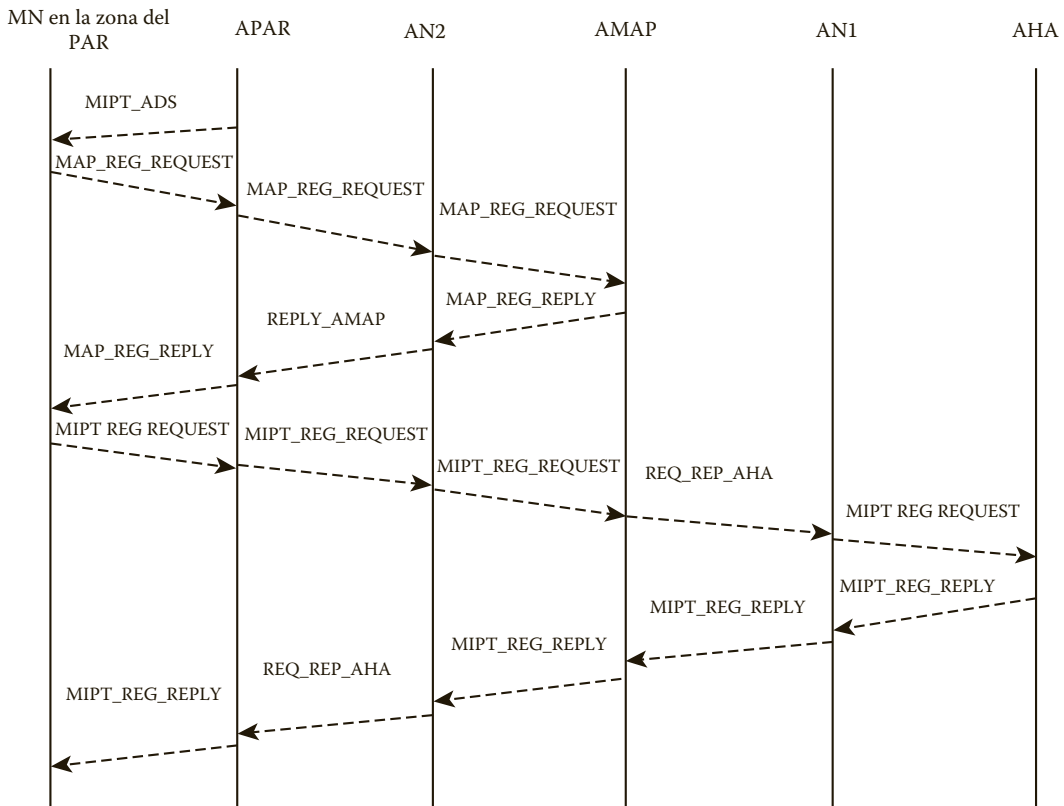 MN en la zona del
PAR
APAR
AN2
AMAP
AN1
AHA
MIPT_ADS
MAP_REG_REQUEST
MAP_REG_REQUEST
MAP_REG_REQUEST
MAP_REG_REPLY
REPLY_AMAP
MAP_REG_REPLY
MIPT REG REQUEST
MIPT_REG_REQUEST
MIPT_REG_REQUEST
REQ_REP_AHA
MIPT REG REQUEST
MIPT_REG_REPLY
MIPT_REG_REPLY
MIPT_REG_REPLY
REQ_REP_AHA
MIPT_REG_REPLY